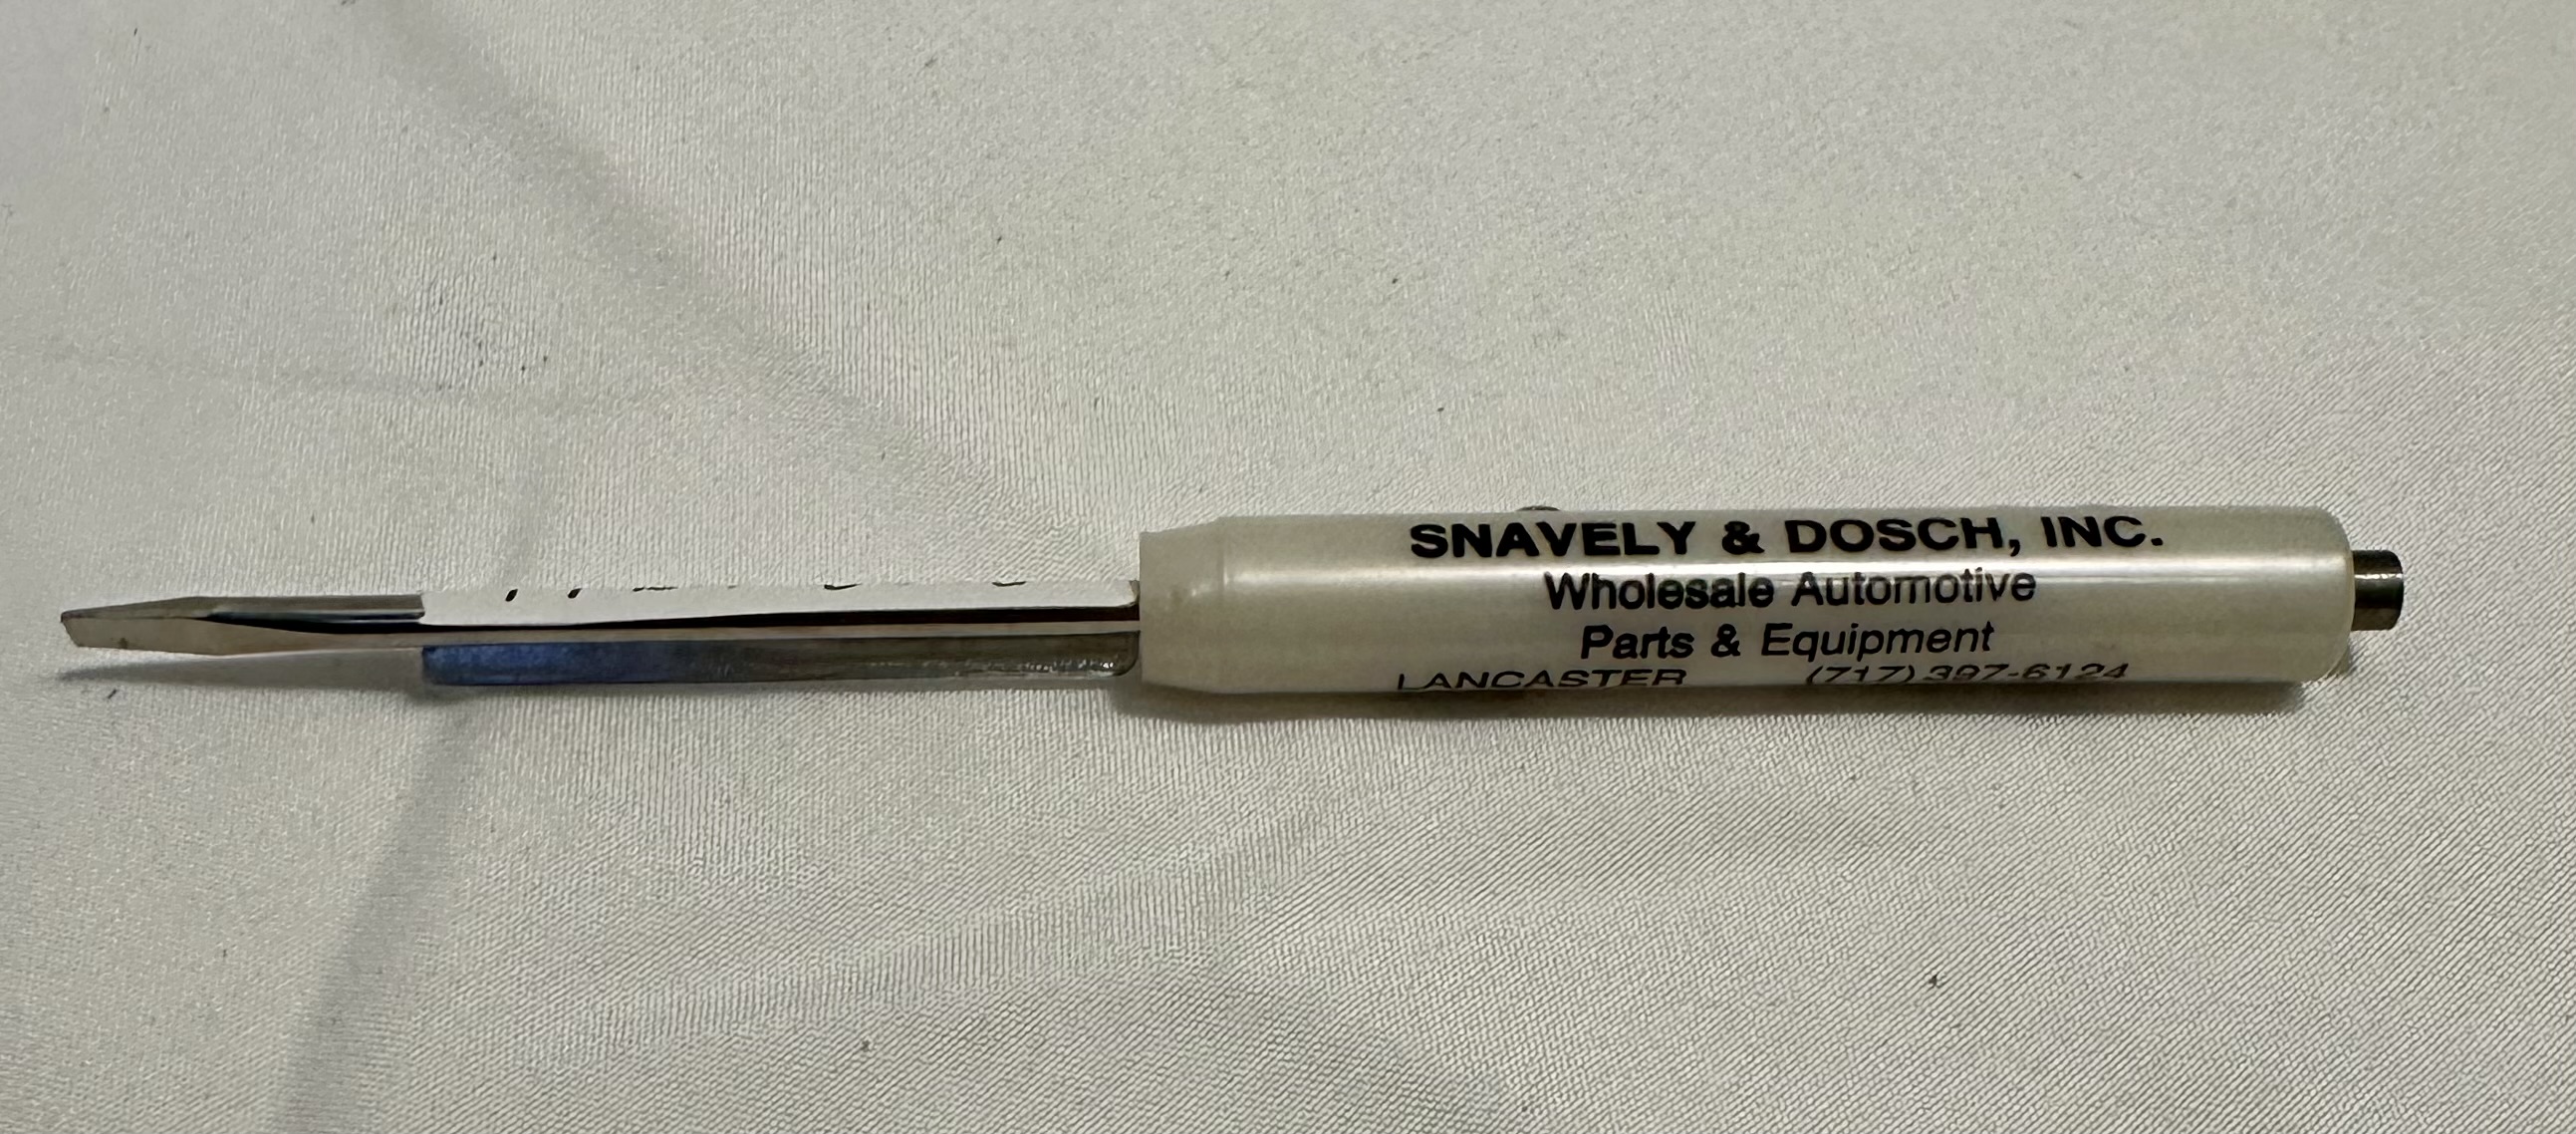 SNAVELY & DOSCH, INC.
Wholesale Automotive
Parts & Equipment
LANCASTER (717) 397-6124